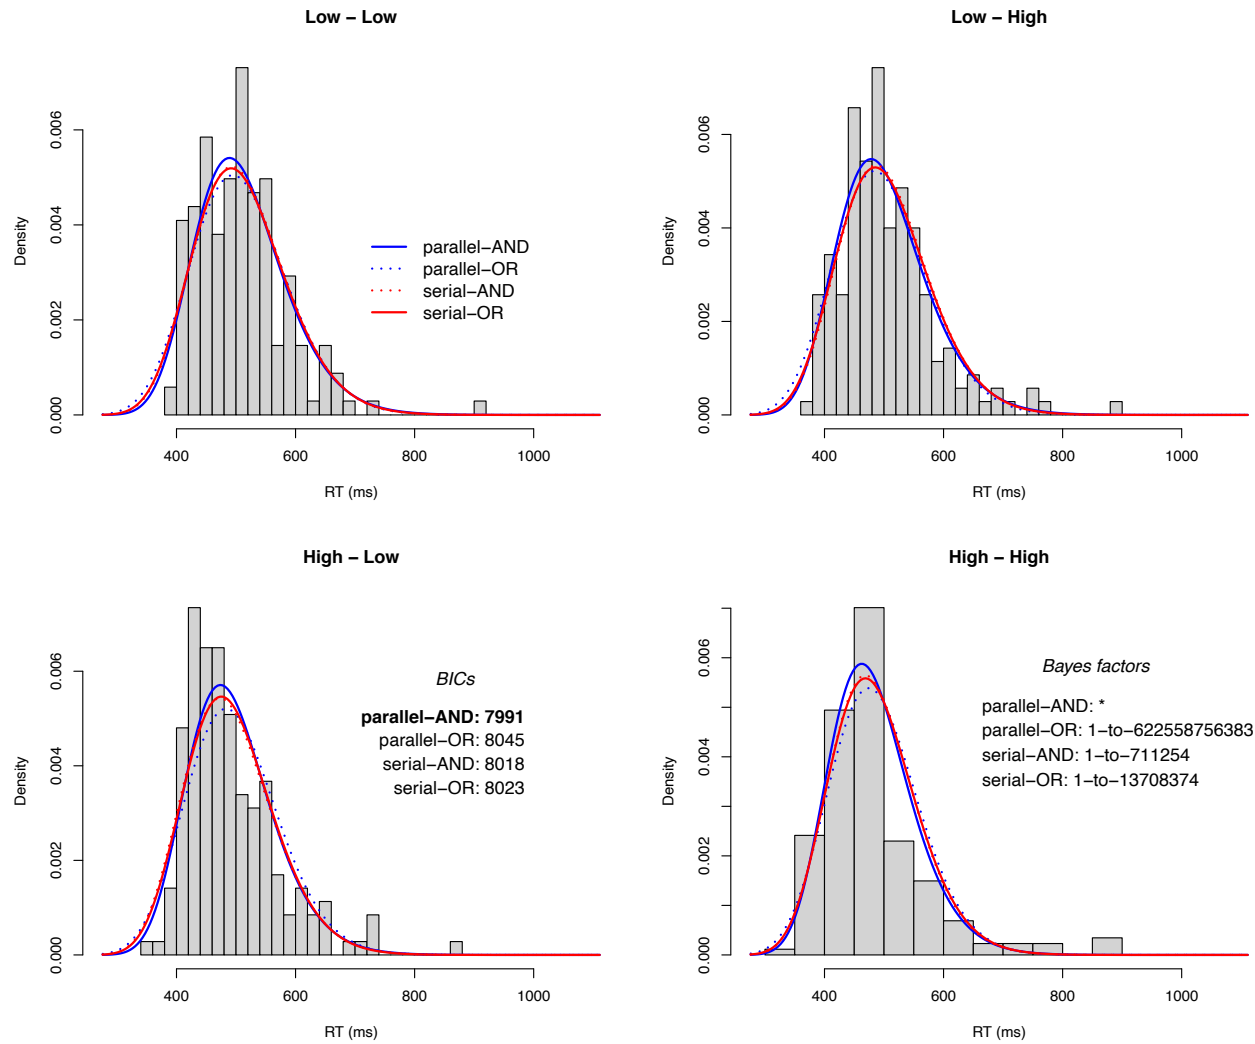 Low – Low
Density
0.000
0.002
0.004
0.006
400
600
800
1000
RT (ms)
parallel–AND
parallel–OR
serial–AND
serial–OR
Low – High
Density
0.000
0.002
0.004
0.006
400
600
800
1000
RT (ms)
High – Low
Density
0.000
0.002
0.004
0.006
400
600
800
1000
RT (ms)
BICs
parallel–AND: 7991
parallel–OR: 8045
serial–AND: 8018
serial–OR: 8023
High – High
Density
0.000
0.002
0.004
0.006
400
600
800
1000
RT (ms)
Bayes factors
parallel–AND: *
parallel–OR: 1–to–622558756383
serial–AND: 1–to–711254
serial–OR: 1–to–13708374